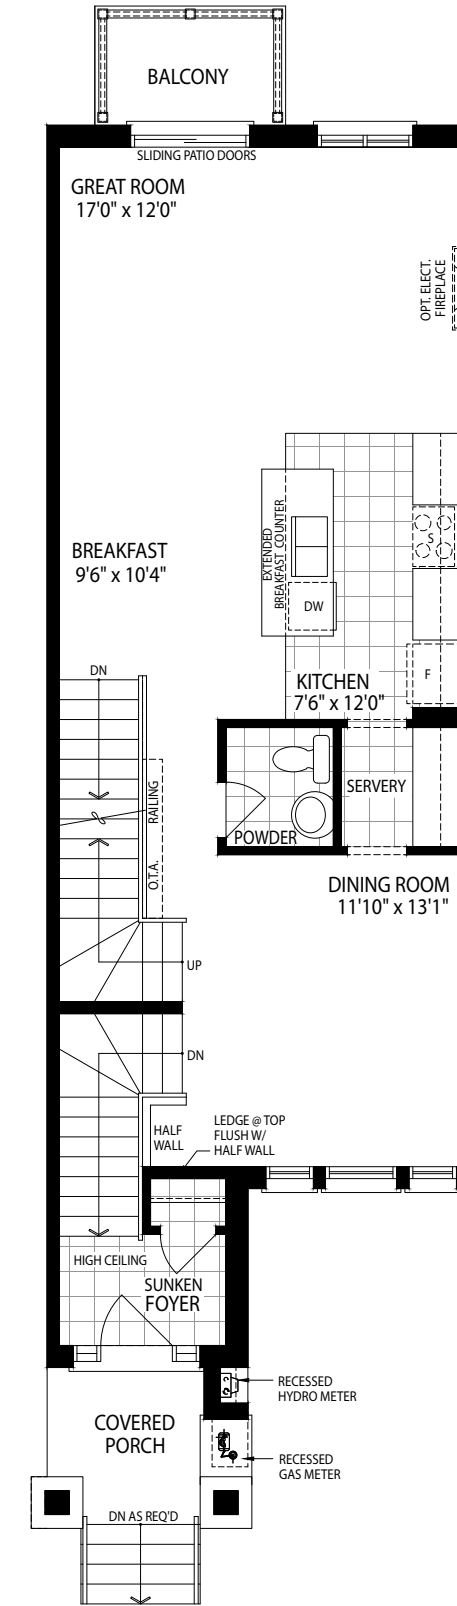 BALCONY
SLIDING PATIO DOORS
GREAT ROOM
17'0" x 12'0"
OPT. ELECT.
FIREPLACE
EXTENDED
BREAKFAST COUNTER
S
BREAKFAST
9'6" x 10'4"
DW
DN
KITCHEN
7'6" x 12'0"
F
RAILING
O.T.A.
SERVERY
POWDER
DINING ROOM
11'10" x 13'1"
UP
DN
HALF
WALL
LEDGE @ TOP
FLUSH W/
HALF WALL
HIGH CEILING
SUNKEN
FOYER
RECESSED
HYDRO METER
COVERED
PORCH
RECESSED
GAS METER
DN AS REQ'D